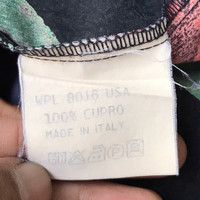 WPL 8016 USA
100% CUPRO
MADE IN ITALY